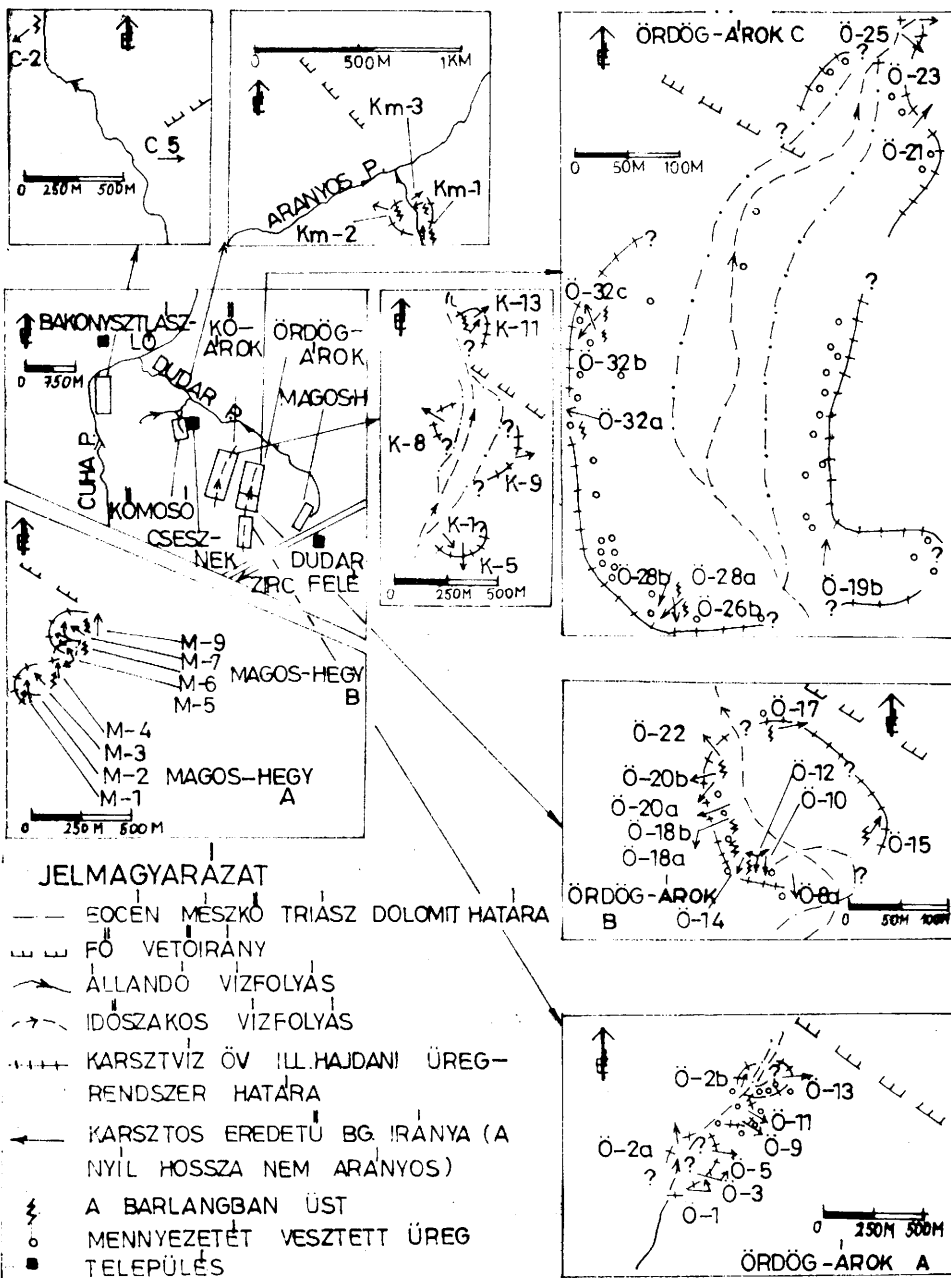 C-2
C 5
0 250M 500M
0 500M 1KM
Km-3
ARANYOS P.
Km-1
Km-2
ÖRDÖG-ÁROK C
Ö-25
Ö-23
Ö-21
0 50M 100M
?
?
?
Ö-32c
Ö-32b
Ö-32a
Ö-28b
Ö-28a
Ö-26b
Ö-19b
?
?
?
?
BAKONYSZTLÁSZ-
LÓ
KŐ-
ÁROK
ÖRDÖG-
ÁROK
0 750M
DUDAR P.
MAGOS-H
CUHA P.
KŐMOSÓ
CSESZ-
NEK
DUDAR
ZIRC FELÉ
K-13
K-11
?
?
K-8
?
?
K-9
K-1
?
K-5
0 250M 500M
M-9
M-7
M-6
M-5
MAGOS-HEGY
B
M-4
M-3
M-2
M-1
MAGOS-HEGY
A
0 250M 500M
Ö-17
?
Ö-22
Ö-20b
Ö-12
?
Ö-20a
Ö-10
Ö-18b
Ö-15
Ö-18a
?
ÖRDÖG-ÁROK
B
Ö-14
Ö-8a
0 50M 100M
Ö-2b
Ö-13
Ö-11
Ö-9
Ö-2a
?
?
?
Ö-5
Ö-3
Ö-1
0 250M 500M
ÖRDÖG-ÁROK A
JELMAGYARÁZAT
EOCÉN MÉSZKŐ TRIÁSZ DOLOMIT HATÁRA
FŐ VETŐIRÁNY
ÁLLANDÓ VÍZFOLYÁS
IDŐSZAKOS VÍZFOLYÁS
KARSZTVÍZ ÖV ILL. HAJDANI ÜREG-
RENDSZER HATÁRA
KARSZTOS EREDETŰ BG. IRÁNYA (A
NYÍL HOSSZA NEM ARÁNYOS)
A BARLANGBAN ÜST
MENNYEZETÉT VESZTETT ÜREG
TELEPÜLÉS